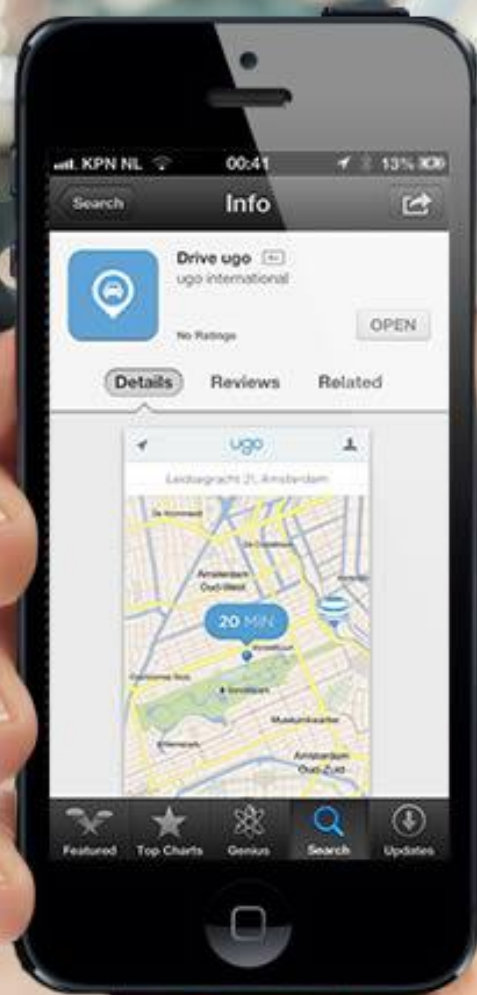 KPN NL 00:41 13%
Search Info
Drive ugo 4+
ugo international
No Ratings
OPEN
Details Reviews Related
ugo
Leidsegracht 21, Amsterdam
Amsterdam
Oud-West
20 MIN
Vondelpark
Museumkwartier
Amsterdam
Oud-Zuid
Featured Top Charts Genius Search Updates